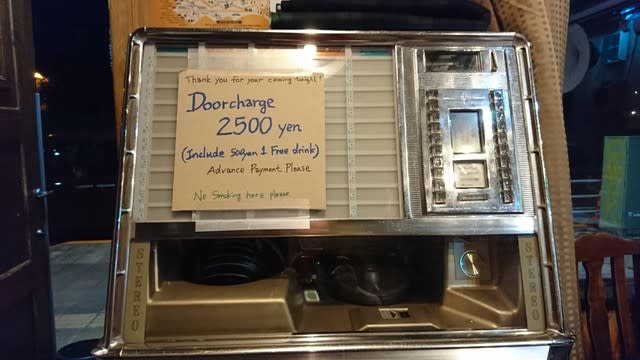 Thank you for your coming tonight!
Doorcharge
2500 yen
(Include 500yen 1 Free drink)
Advance Payment Please
No Smoking here please.
STEREO
STEREO